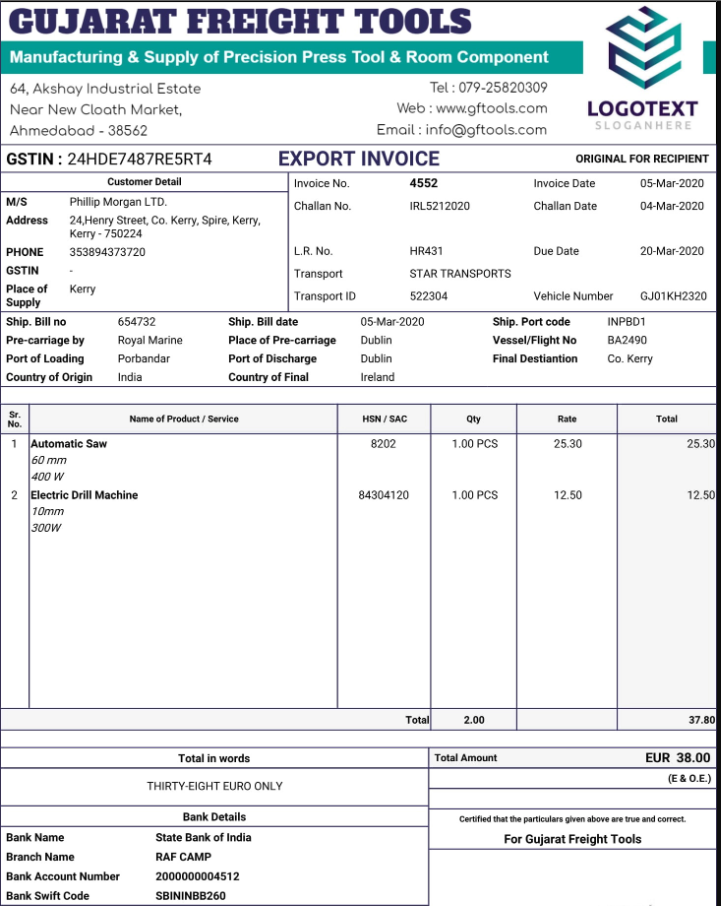 GUJARAT FREIGHT TOOLS
Manufacturing & Supply of Precision Press Tool & Room Component
64, Akshay Industrial Estate
Near New Cloath Market,
Ahmedabad - 38562
Tel : 079-25820309
Web : www.gftools.com
Email : info@gftools.com
LOGOTEXT
SLOGANHERE
GSTIN : 24HDE7487RE5RT4 EXPORT INVOICE ORIGINAL FOR RECIPIENT
Customer Detail
M/S Phillip Morgan LTD.
Address 24,Henry Street, Co. Kerry, Spire, Kerry,
Kerry - 750224
PHONE 353894373720
GSTIN -
Place of Kerry
Supply
Invoice No. 4552 Invoice Date 05-Mar-2020
Challan No. IRL5212020 Challan Date 04-Mar-2020
L.R. No. HR431 Due Date 20-Mar-2020
Transport STAR TRANSPORTS
Transport ID 522304 Vehicle Number GJ01KH2320
Ship. Bill no 654732 Ship. Bill date 05-Mar-2020 Ship. Port code INPBD1
Pre-carriage by Royal Marine Place of Pre-carriage Dublin Vessel/Flight No BA2490
Port of Loading Porbandar Port of Discharge Dublin Final Destiantion Co. Kerry
Country of Origin India Country of Final Ireland
Sr. No. Name of Product / Service HSN / SAC Qty Rate Total
1 Automatic Saw 8202 1.00 PCS 25.30 25.30
60 mm
400 W
2 Electric Drill Machine 84304120 1.00 PCS 12.50 12.50
10mm
300W
Total 2.00 37.80
Total in words
THIRTY-EIGHT EURO ONLY
Total Amount EUR 38.00
(E & O.E.)
Bank Details
Bank Name State Bank of India
Branch Name RAF CAMP
Bank Account Number 2000000004512
Bank Swift Code SBININBB260
Certified that the particulars given above are true and correct.
For Gujarat Freight Tools